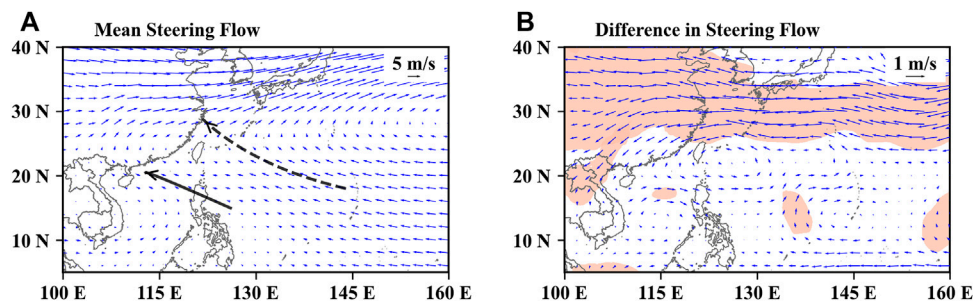 A
Mean Steering Flow
40 N
30 N
20 N
10 N
5 m/s
100 E 115 E 130 E 145 E 160 E
B
Difference in Steering Flow
40 N
30 N
20 N
10 N
1 m/s
100 E 115 E 130 E 145 E 160 E